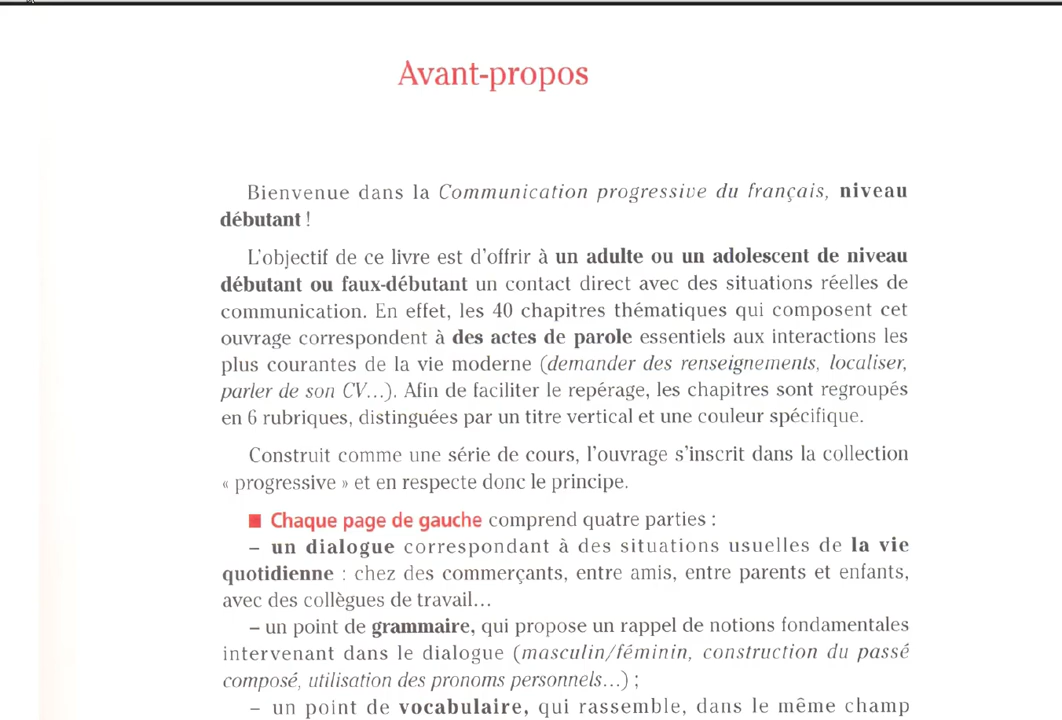 Avant-propos
Bienvenue dans la Communication progressive du français, niveau
débutant !
L'objectif de ce livre est d'offrir à un adulte ou un adolescent de niveau
débutant ou faux-débutant un contact direct avec des situations réelles de
communication. En effet, les 40 chapitres thématiques qui composent cet
ouvrage correspondent à des actes de parole essentiels aux interactions les
plus courantes de la vie moderne (demander des renseignements, localiser,
parler de son CV...). Afin de faciliter le repérage, les chapitres sont regroupés
en 6 rubriques, distinguées par un titre vertical et une couleur spécifique.
Construit comme une série de cours, l'ouvrage s'inscrit dans la collection
« progressive » et en respecte donc le principe.
■ Chaque page de gauche comprend quatre parties :
– un dialogue correspondant à des situations usuelles de la vie
quotidienne : chez des commerçants, entre amis, entre parents et enfants,
avec des collègues de travail...
– un point de grammaire, qui propose un rappel de notions fondamentales
intervenant dans le dialogue (masculin/féminin, construction du passé
composé, utilisation des pronoms personnels...) ;
– un point de vocabulaire, qui rassemble, dans le même champ